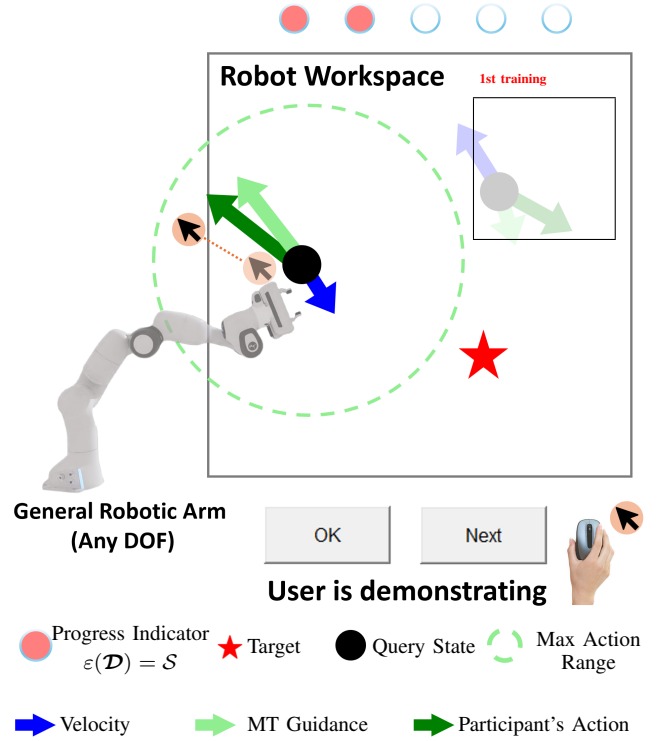 Robot Workspace
1st training
General Robotic Arm
(Any DOF)
OK
Next
User is demonstrating
Progress Indicator
ε(𝓓) = 𝒮
Target
Query State
Max Action
Range
Velocity
MT Guidance
Participant's Action